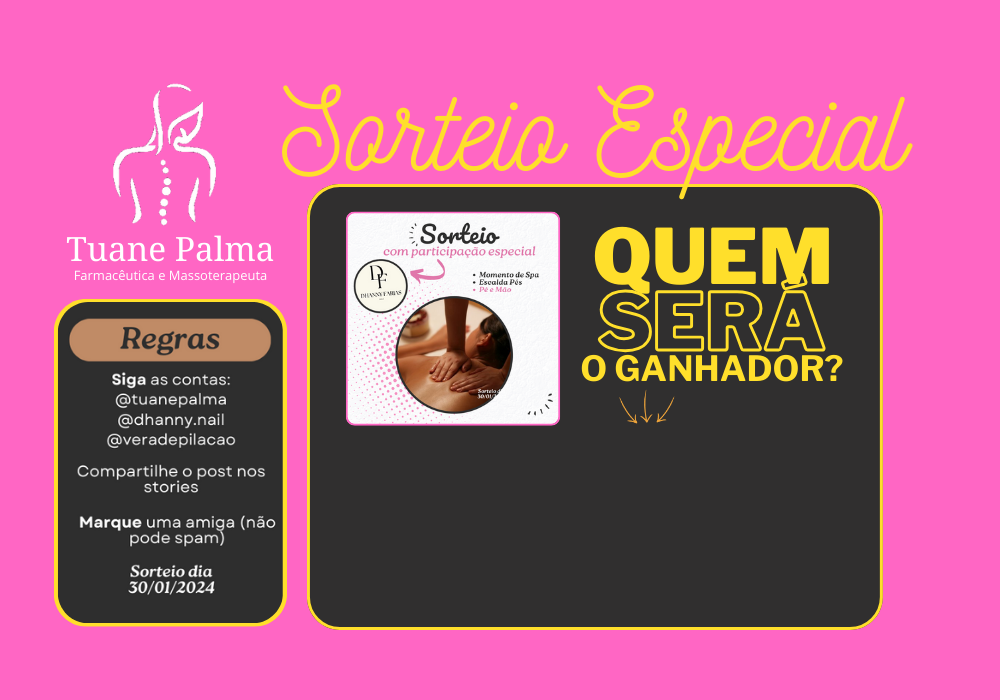 Sorteio Especial
Tuane Palma
Farmacêutica e Massoterapeuta
Regras
Siga as contas:
@tuanepalma
@dhanny.nail
@veradepilacao
Compartilhe o post nos
stories
Marque uma amiga (não
pode spam)
Sorteio dia
30/01/2024
Sorteio
com participação especial
DF
• Momento de Spa
• Escalda Pés
• Pé e Mão
Sorteio
QUEM
SERÁ
O GANHADOR?